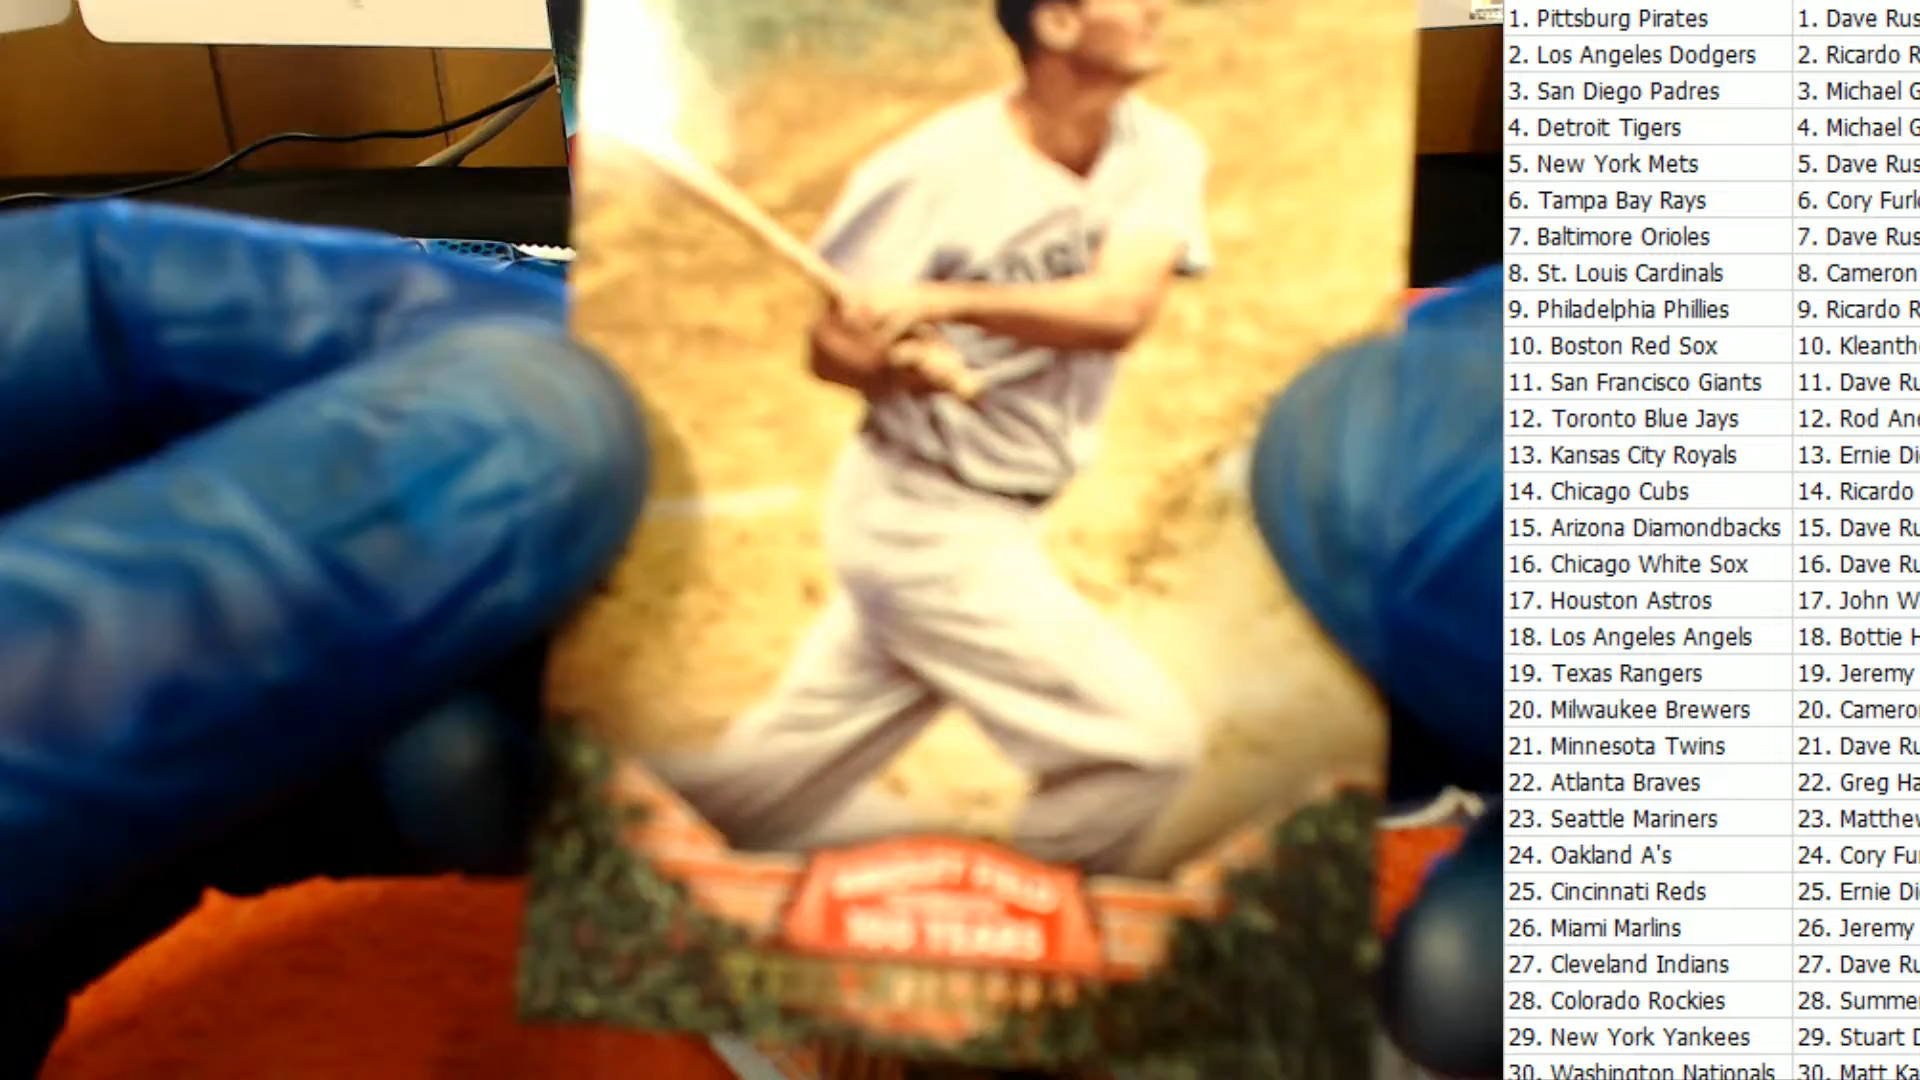 1. Pittsburg Pirates
2. Los Angeles Dodgers
3. San Diego Padres
4. Detroit Tigers
5. New York Mets
6. Tampa Bay Rays
7. Baltimore Orioles
8. St. Louis Cardinals
9. Philadelphia Phillies
10. Boston Red Sox
11. San Francisco Giants
12. Toronto Blue Jays
13. Kansas City Royals
14. Chicago Cubs
15. Arizona Diamondbacks
16. Chicago White Sox
17. Houston Astros
18. Los Angeles Angels
19. Texas Rangers
20. Milwaukee Brewers
21. Minnesota Twins
22. Atlanta Braves
23. Seattle Mariners
24. Oakland A's
25. Cincinnati Reds
26. Miami Marlins
27. Cleveland Indians
28. Colorado Rockies
29. New York Yankees
30. Washington Nationals
1. Dave Rus
2. Ricardo R
3. Michael G
4. Michael G
5. Dave Rus
6. Cory Furl
7. Dave Rus
8. Cameron
9. Ricardo R
10. Kleanth
11. Dave Ru
12. Rod And
13. Ernie Di
14. Ricardo
15. Dave Ru
16. Dave Ru
17. John W
18. Bottie H
19. Jeremy
20. Camero
21. Dave Ru
22. Greg Ha
23. Matthew
24. Cory Fu
25. Ernie Di
26. Jeremy
27. Dave Ru
28. Summer
29. Stuart D
30. Matt Ka
WRIGLEY FIELD
100 YEARS